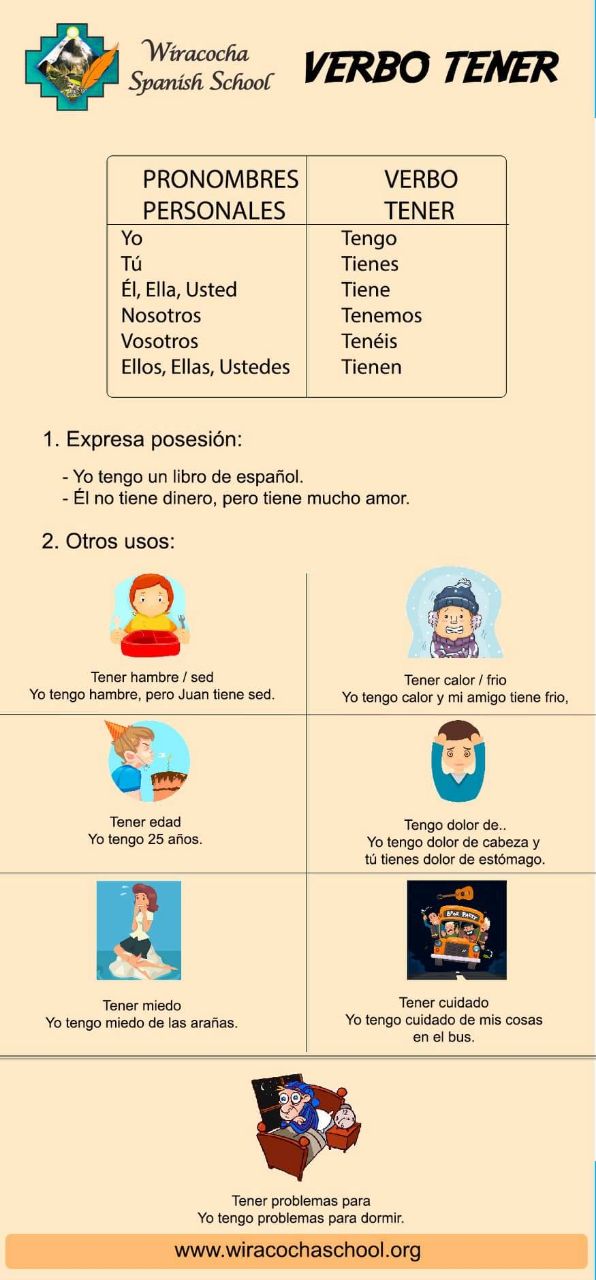 Wiracocha
Spanish School
VERBO TENER
PRONOMBRES PERSONALES
VERBO TENER
Yo Tengo
Tú Tienes
Él, Ella, Usted Tiene
Nosotros Tenemos
Vosotros Tenéis
Ellos, Ellas, Ustedes Tienen
1. Expresa posesión:
- Yo tengo un libro de español.
- Él no tiene dinero, pero tiene mucho amor.
2. Otros usos:
Tener hambre / sed
Yo tengo hambre, pero Juan tiene sed.
Tener calor / frio
Yo tengo calor y mi amigo tiene frio,
Tener edad
Yo tengo 25 años.
Tengo dolor de..
Yo tengo dolor de cabeza y
tú tienes dolor de estómago.
Tener miedo
Yo tengo miedo de las arañas.
Tener cuidado
Yo tengo cuidado de mis cosas
en el bus.
Tener problemas para
Yo tengo problemas para dormir.
www.wiracochaschool.org